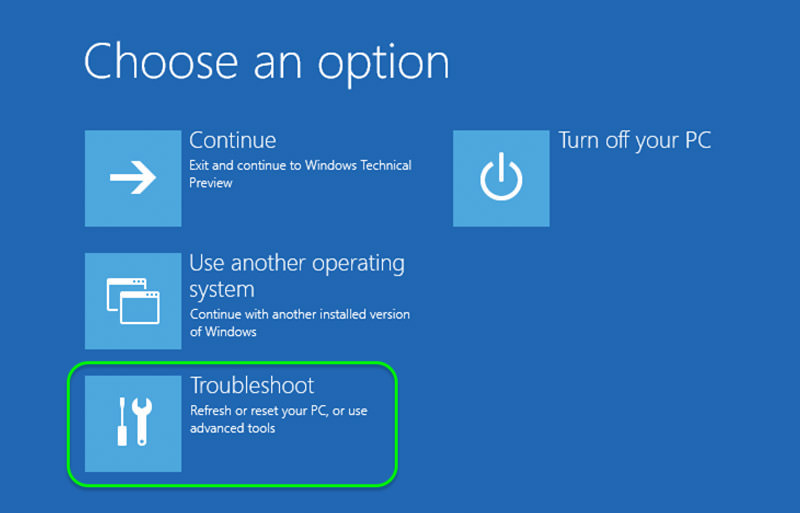 Choose an option
Continue
Exit and continue to Windows Technical
Preview
Turn off your PC
Use another operating
system
Continue with another installed version
of Windows
Troubleshoot
Refresh or reset your PC, or use
advanced tools